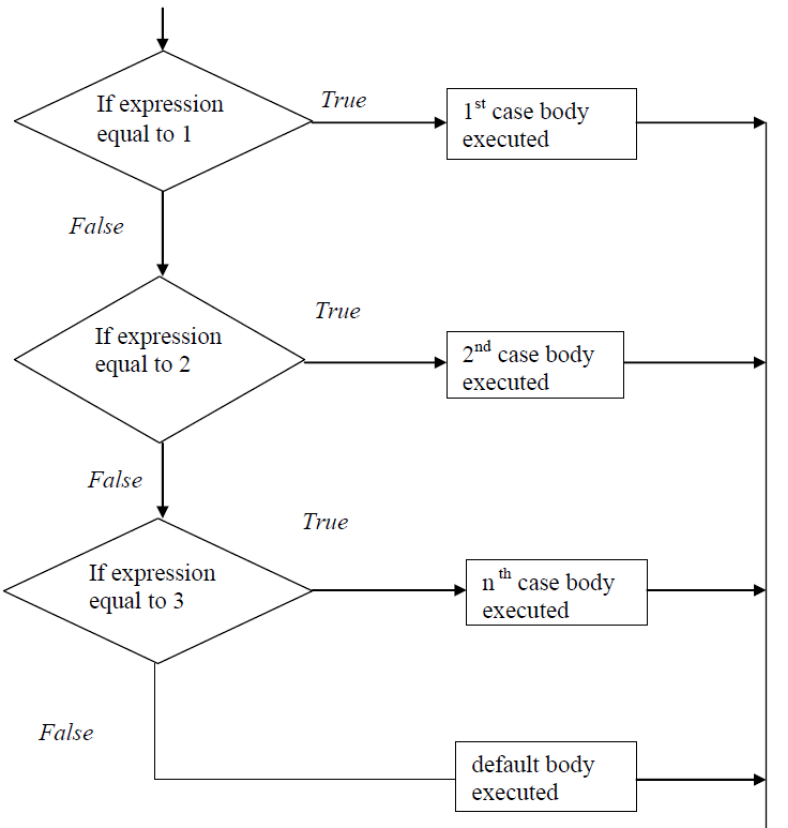 If expression
equal to 1
True
1st case body
executed
False
If expression
equal to 2
True
2nd case body
executed
False
If expression
equal to 3
True
n th case body
executed
False
default body
executed